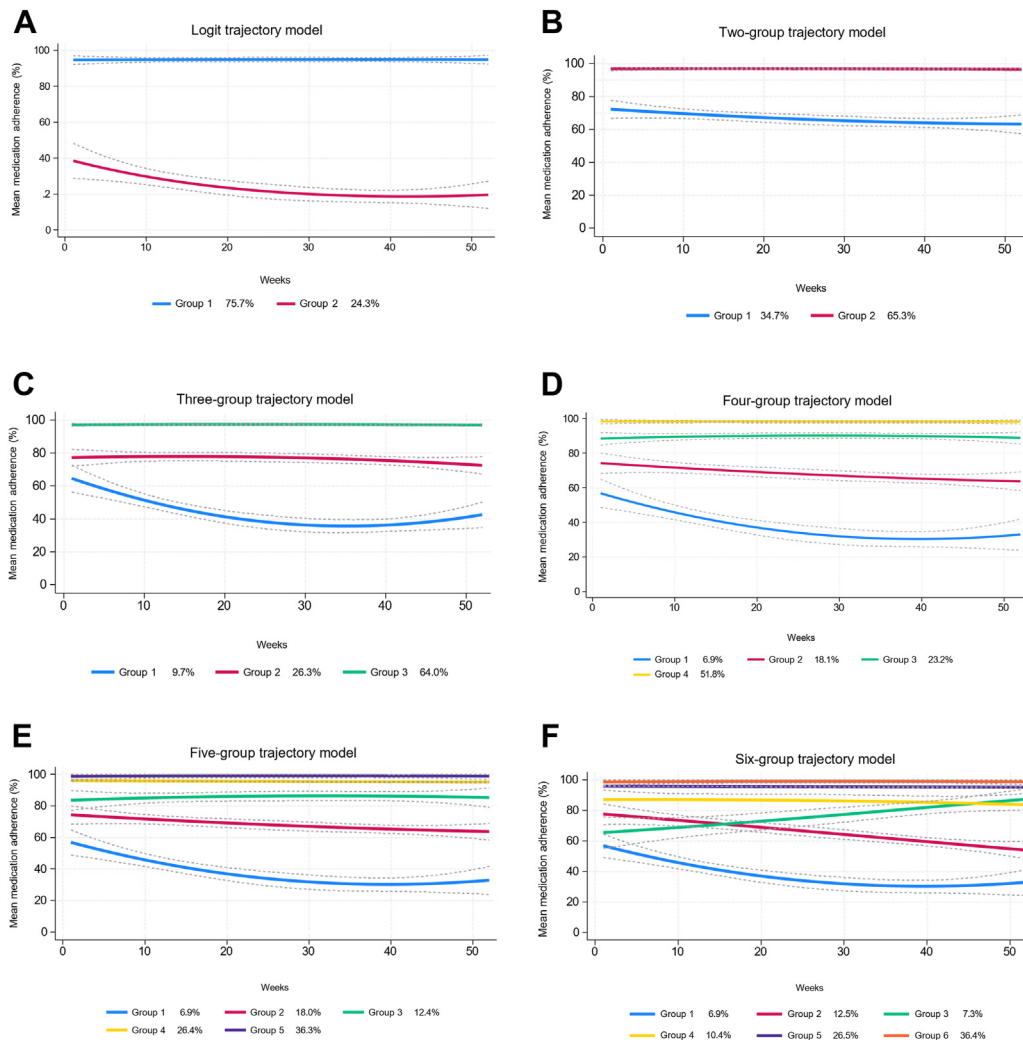 A
Logit trajectory model
Mean medication adherence (%)
100
80
60
40
.2
0
0 10 20 30 40 50
Weeks
Group 1 75.7% Group 2 24.3%
B
Two-group trajectory model
Mean medication adherence (%)
100
80
60
40
20
0
0 10 20 30 40 50
Weeks
Group 1 34.7% Group 2 65.3%
C
Three-group trajectory model
Mean medication adherence (%)
100
80
60
40
20
0
0 10 20 30 40 50
Weeks
Group 1 9.7% Group 2 26.3% Group 3 64.0%
D
Four-group trajectory model
Mean medication adherence (%)
100
80
60
40
20
0
0 10 20 30 40 50
Weeks
Group 1 6.9% Group 2 18.1% Group 3 23.2%
Group 4 51.8%
E
Five-group trajectory model
Mean medication adherence (%)
100
80
60
40
20
0
0 10 20 30 40 50
Weeks
Group 1 6.9% Group 2 18.0% Group 3 12.4%
Group 4 26.4% Group 5 36.3%
F
Six-group trajectory model
Mean medication adherence (%)
100
80
60
40
20
0
0 10 20 30 40 50
Weeks
Group 1 6.9% Group 2 12.5% Group 3 7.3%
Group 4 10.4% Group 5 26.5% Group 6 36.4%